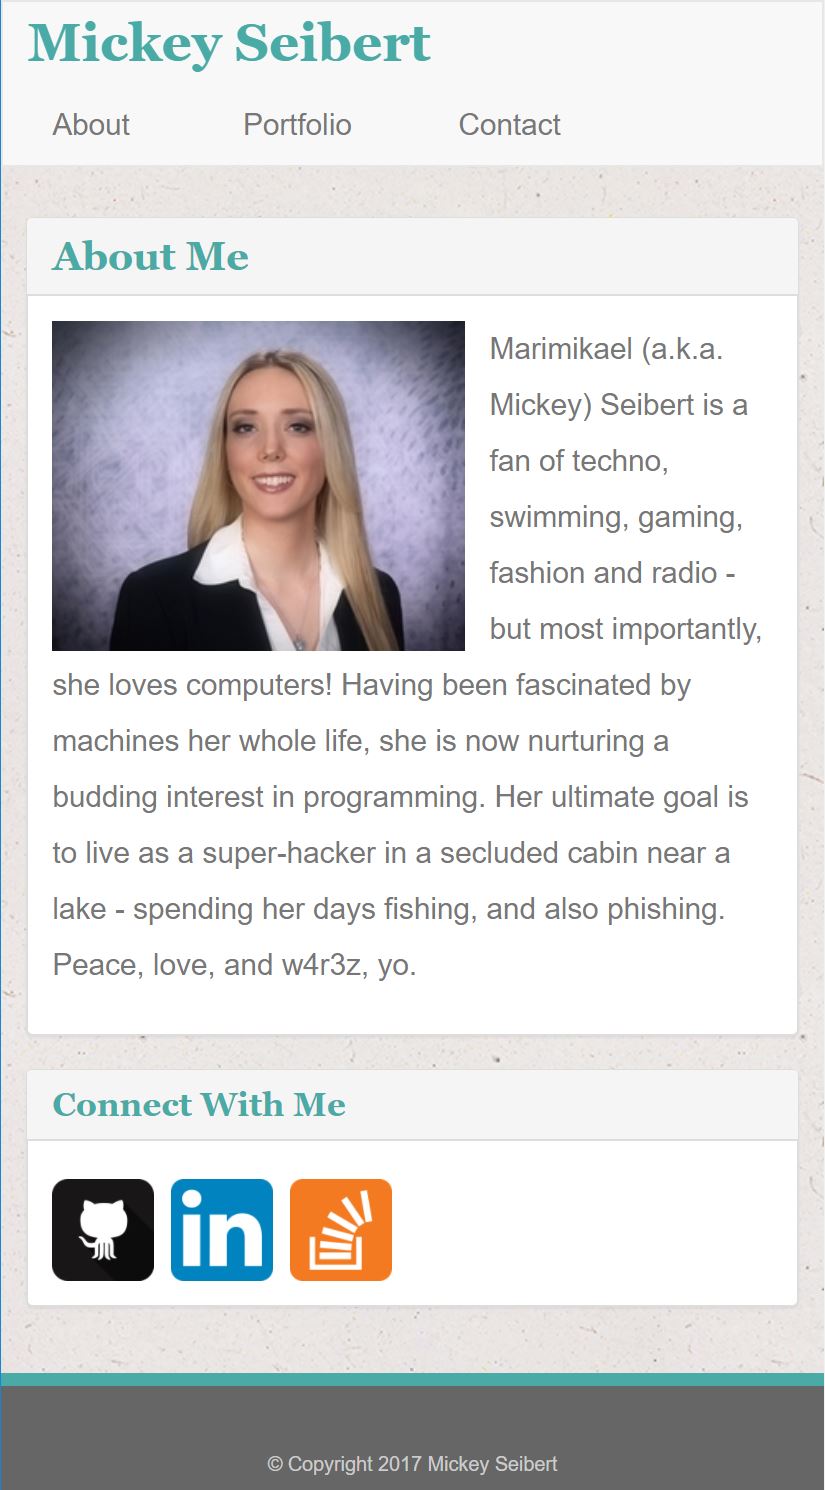 Mickey Seibert
About Portfolio Contact
About Me
Marimikael (a.k.a.
Mickey) Seibert is a
fan of techno,
swimming, gaming,
fashion and radio -
but most importantly,
she loves computers! Having been fascinated by
machines her whole life, she is now nurturing a
budding interest in programming. Her ultimate goal is
to live as a super-hacker in a secluded cabin near a
lake - spending her days fishing, and also phishing.
Peace, love, and w4r3z, yo.
Connect With Me
in
© Copyright 2017 Mickey Seibert